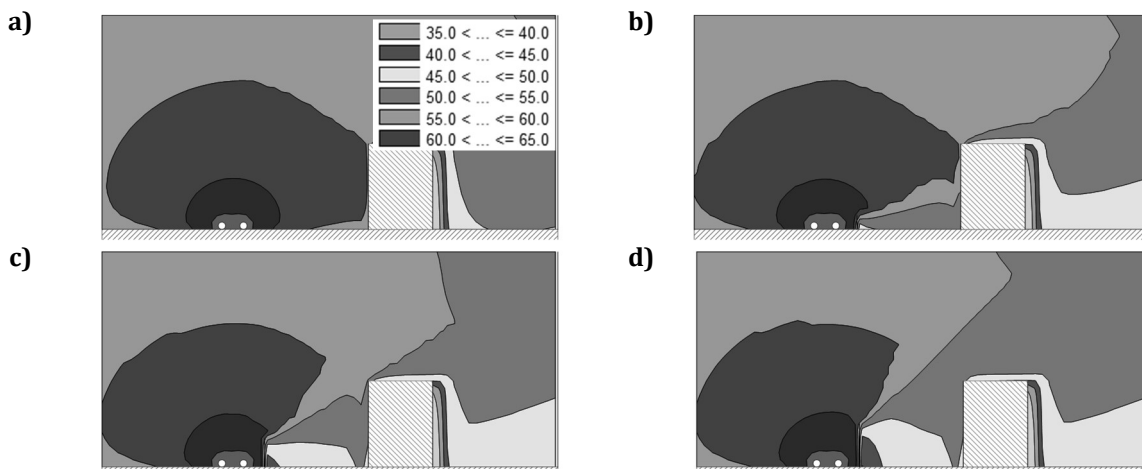 a)
35.0 < ... <= 40.0
40.0 < ... <= 45.0
45.0 < ... <= 50.0
50.0 < ... <= 55.0
55.0 < ... <= 60.0
60.0 < ... <= 65.0
b)
c)
d)